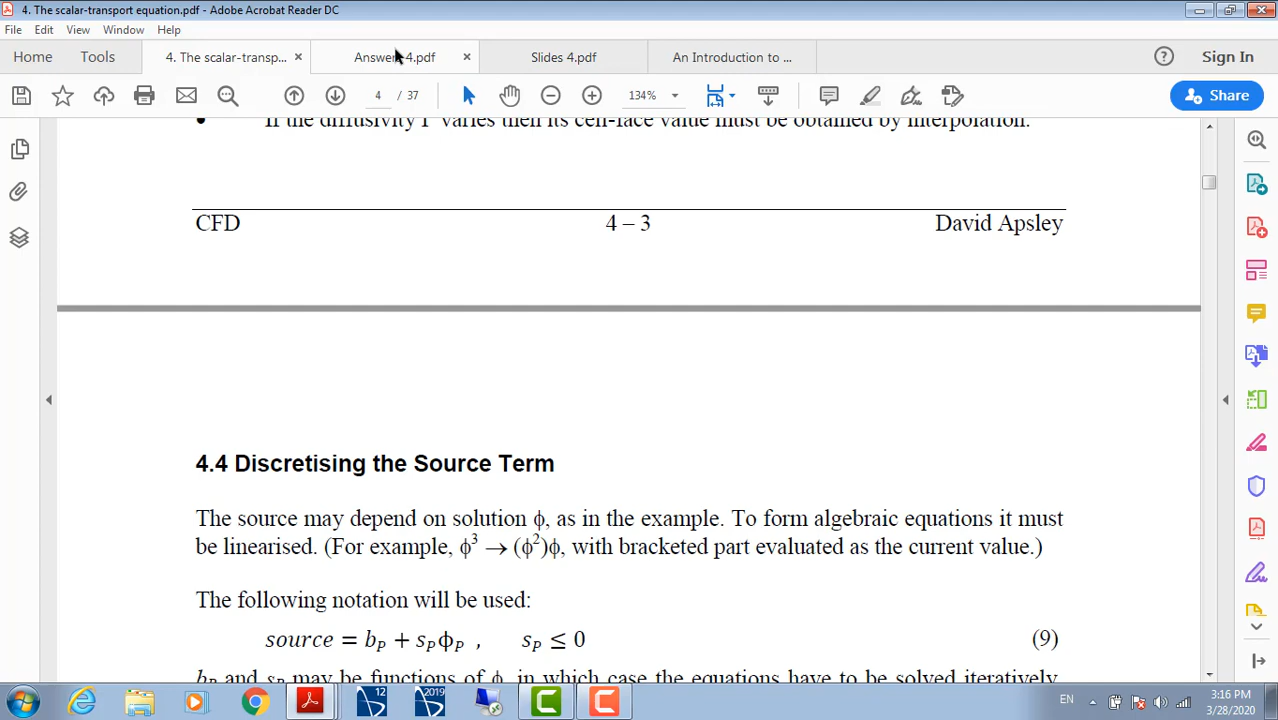 4. The scalar-transport equation.pdf - Adobe Acrobat Reader DC
File Edit View Window Help
Home Tools 4. The scalar-transp... × 4.pdf × Slides 4.pdf An Introduction to ... Sign In
4 / 37 134% Share
If the diffusivity Γ varies then its cell-face value must be obtained by interpolation.
CFD 4 – 3 David Apsley
4.4 Discretising the Source Term
The source may depend on solution ϕ, as in the example. To form algebraic equations it must
be linearised. (For example, ϕ³ → (ϕ²)ϕ, with bracketed part evaluated as the current value.)
The following notation will be used:
source = b_P + s_Pϕ_P , s_P ≤ 0 (9)
b_P and s_P may be functions of ϕ, in which case the equations have to be solved iteratively
12 2019
EN 3:16 PM
3/28/2020